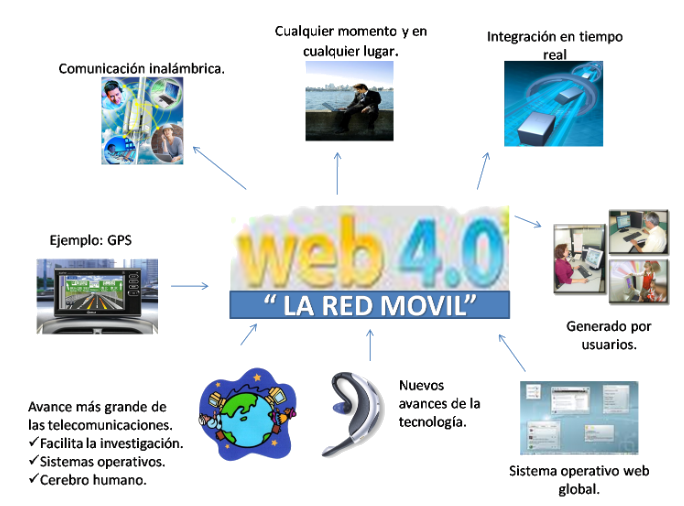 Cualquier momento y en
cualquier lugar.
Integración en tiempo
real
Comunicación inalámbrica.
Ejemplo: GPS
web 4.0
“ LA RED MOVIL”
Generado por
usuarios.
Avance más grande de
las telecomunicaciones.
✓Facilita la investigación.
✓Sistemas operativos.
✓Cerebro humano.
Nuevos
avances de la
tecnología.
Sistema operativo web
global.